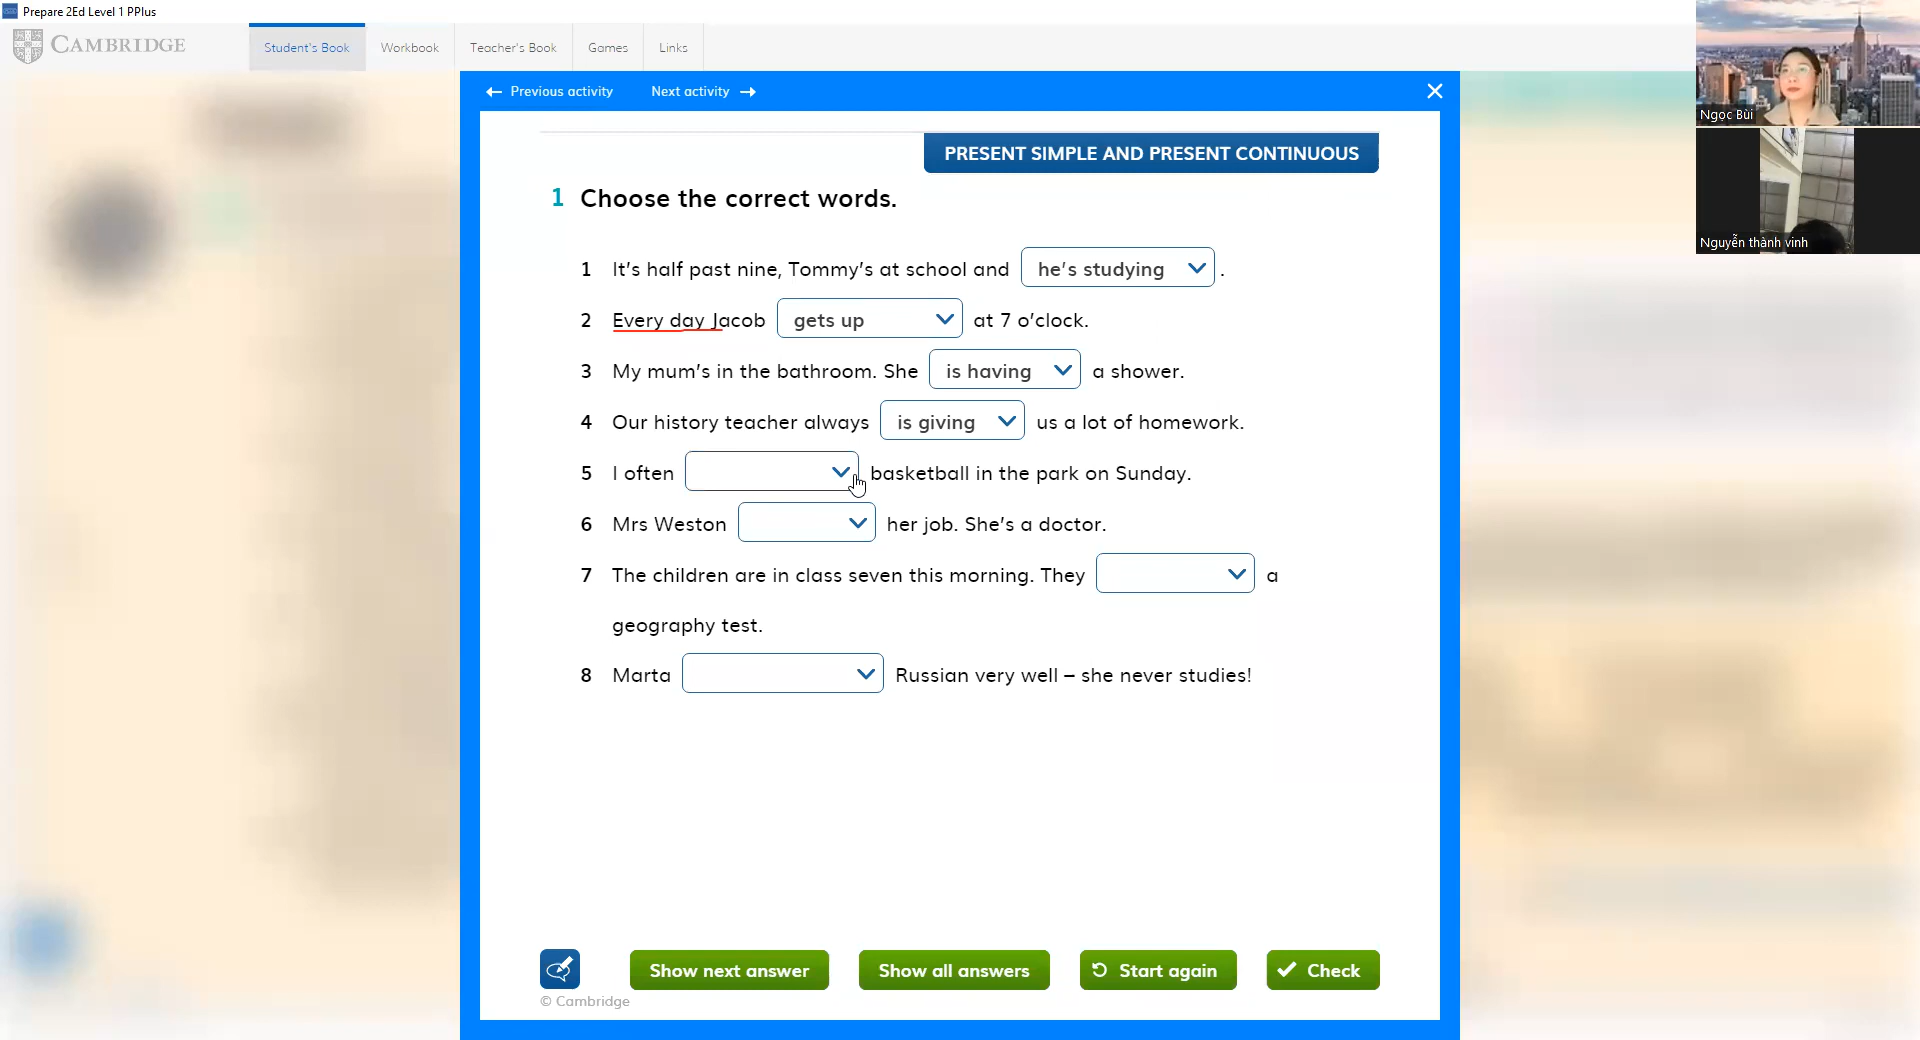 Prepare 2Ed Level 1 PPlus
CAMBRIDGE
Student's Book Workbook Teacher's Book Games Links
Previous activity Next activity
Ngọc Bùi
Nguyễn thành vinh
PRESENT SIMPLE AND PRESENT CONTINUOUS
1 Choose the correct words.
1 It's half past nine, Tommy's at school and he's studying .
2 Every day Jacob gets up at 7 o'clock.
3 My mum's in the bathroom. She is having a shower.
4 Our history teacher always is giving us a lot of homework.
5 I often basketball in the park on Sunday.
6 Mrs Weston her job. She's a doctor.
7 The children are in class seven this morning. They a
geography test.
8 Marta Russian very well – she never studies!
Show next answer Show all answers Start again Check
© Cambridge